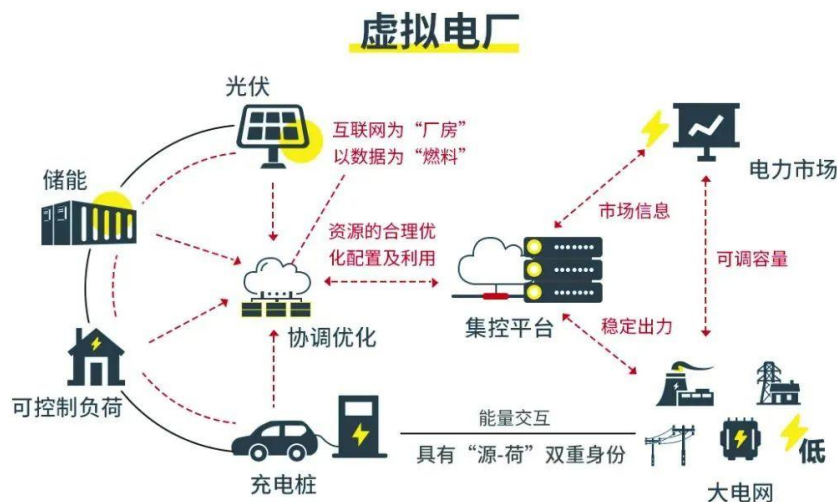 虚拟电厂
光伏
互联网为“厂房”
以数据为“燃料”
储能
电力市场
市场信息
资源的合理优
化配置及利用
可调容量
协调优化
集控平台
稳定出力
可控制负荷
能量交互
具有“源-荷”双重身份
低
充电桩
大电网